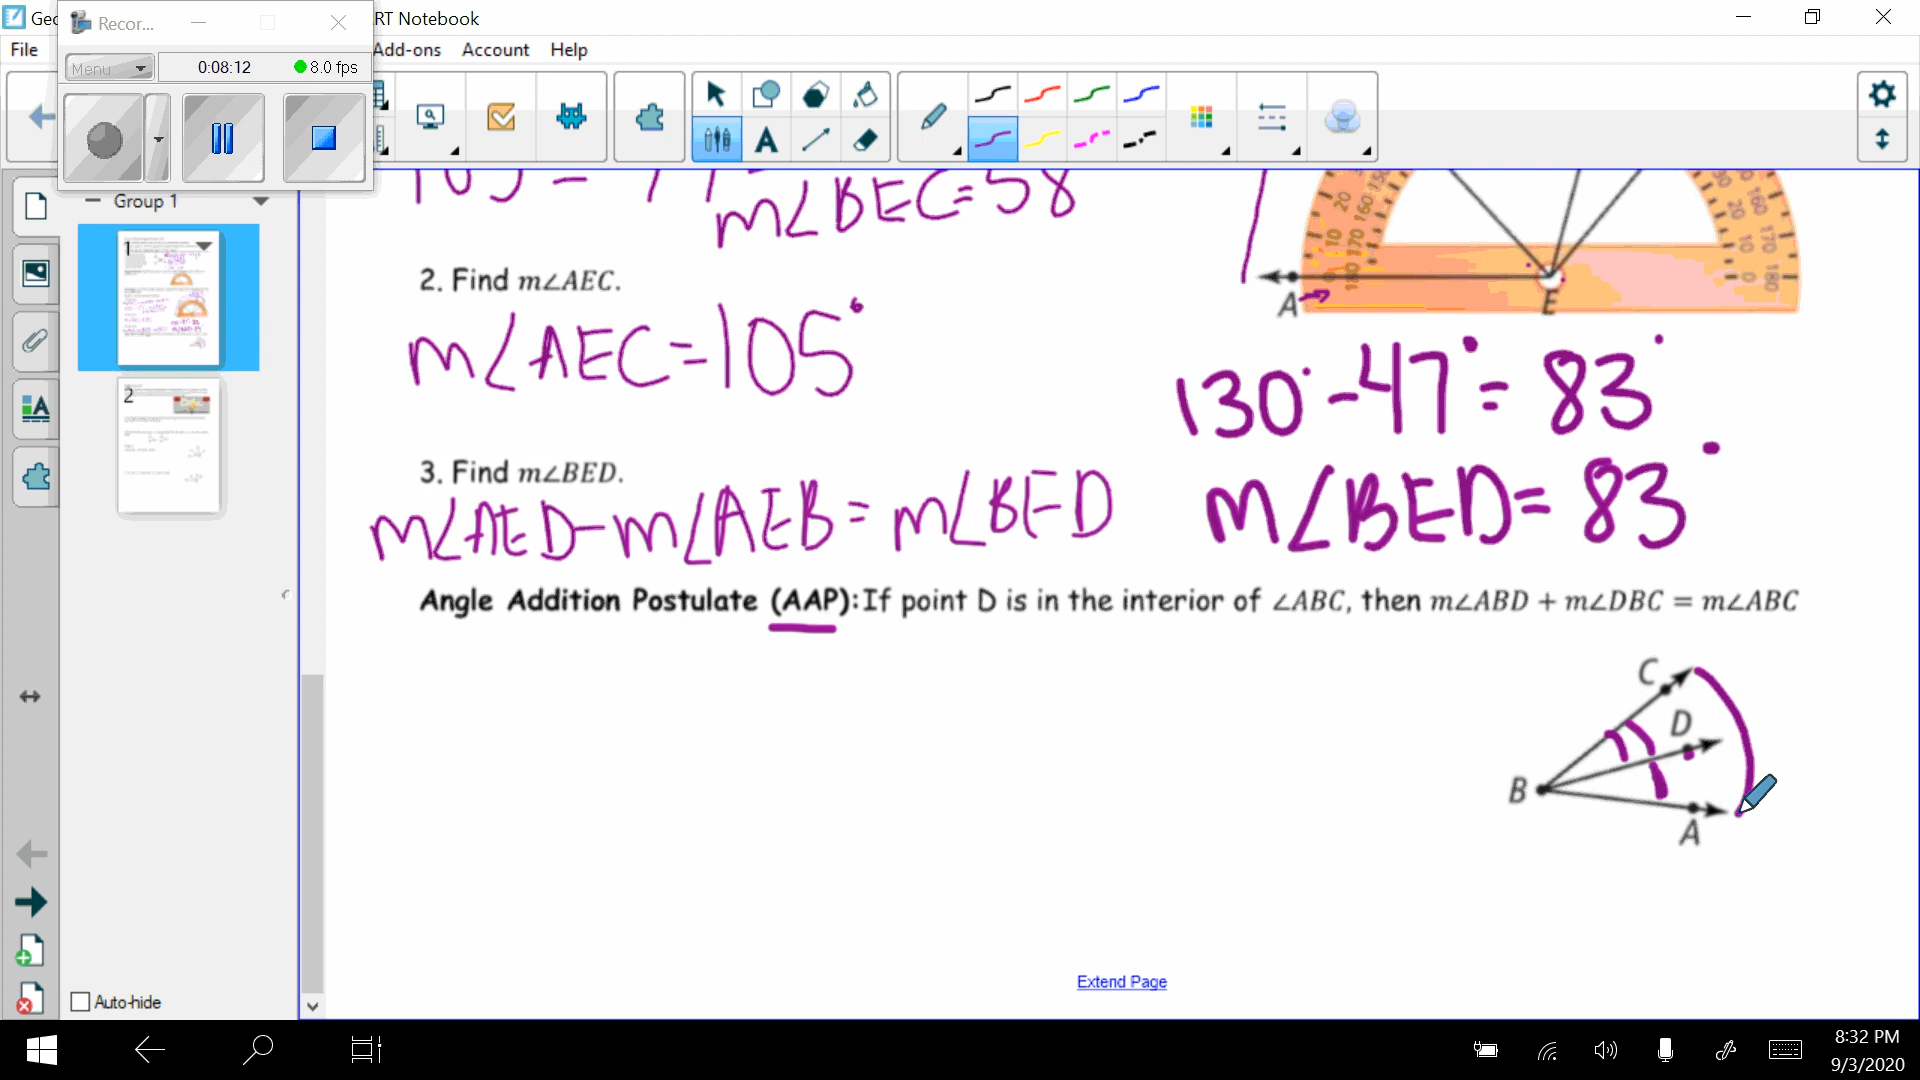 Geo
Recor...
RT Notebook
File
Add-ons
Account
Help
Menu
0:08:12
8.0 fps
Group 1
1
2
m∠BEC=58
2. Find m∠AEC.
m∠AEC=105°
A
E
130°-47°=83°
3. Find m∠BED.
m∠AED-m∠AEB=m∠BED
m∠BED=83°
Angle Addition Postulate (AAP): If point D is in the interior of ∠ABC, then m∠ABD + m∠DBC = m∠ABC
C
D
B
A
Extend Page
Auto-hide
8:32 PM
9/3/2020